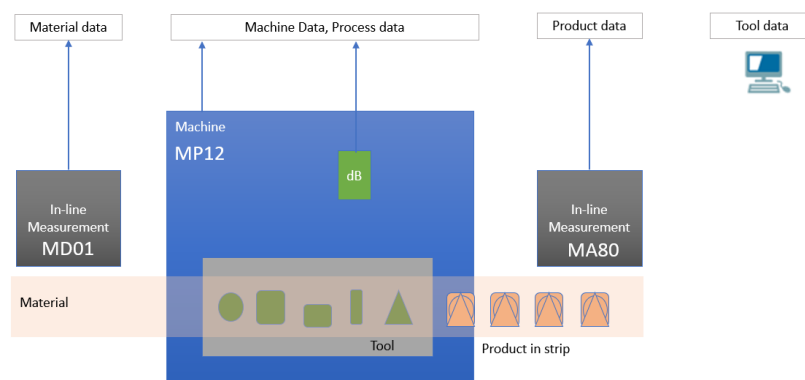 Material data
Machine Data, Process data
Product data
Tool data
Machine
MP12
dB
In-line
Measurement
MD01
In-line
Measurement
MA80
Material
Tool
Product in strip